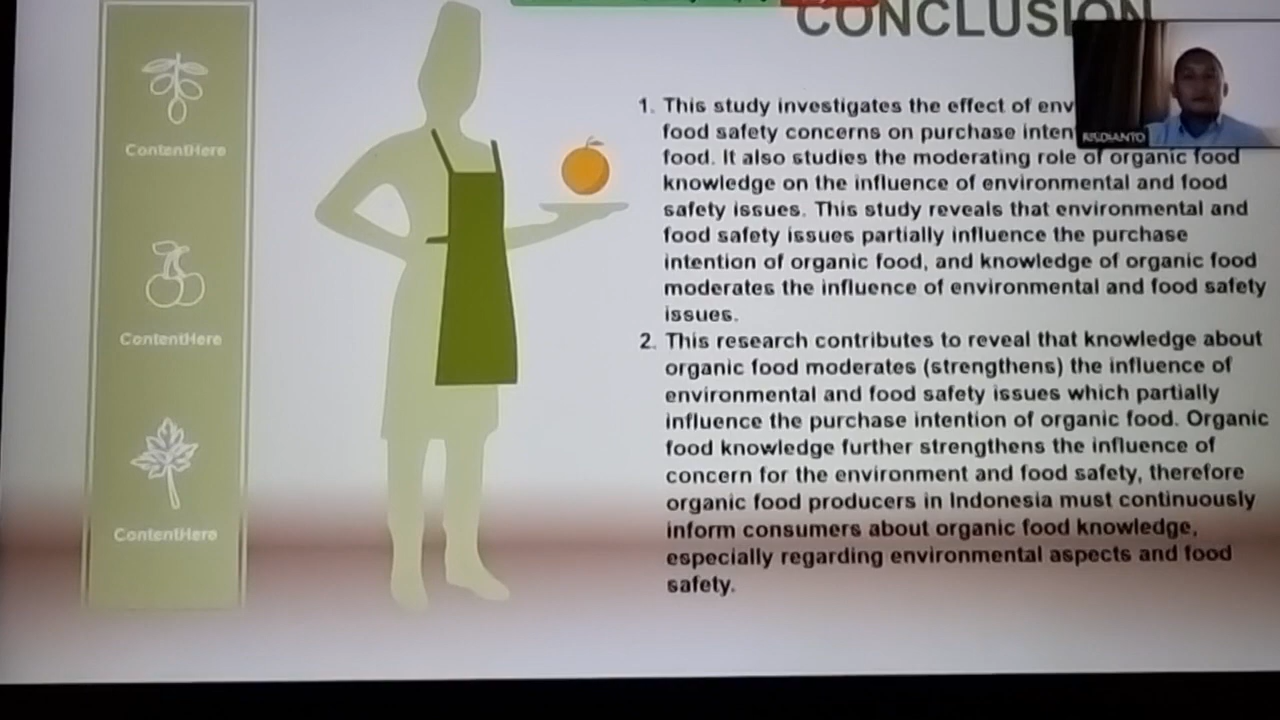 CONCLUSION
ContentHere
ContentHere
ContentHere
1. This study investigates the effect of
food safety concerns on purchase
food. It also studies the moderating role of organic food
knowledge on the influence of environmental and food
safety issues. This study reveals that environmental and
food safety issues partially influence the purchase
intention of organic food, and knowledge of organic food
moderates the influence of environmental and food safety
issues.
2. This research contributes to reveal that knowledge about
organic food moderates (strengthens) the influence of
environmental and food safety issues which partially
influence the purchase intention of organic food. Organic
food knowledge further strengthens the influence of
concern for the environment and food safety, therefore
organic food producers in Indonesia must continuously
inform consumers about organic food knowledge,
especially regarding environmental aspects and food
safety.
RISDIANTO